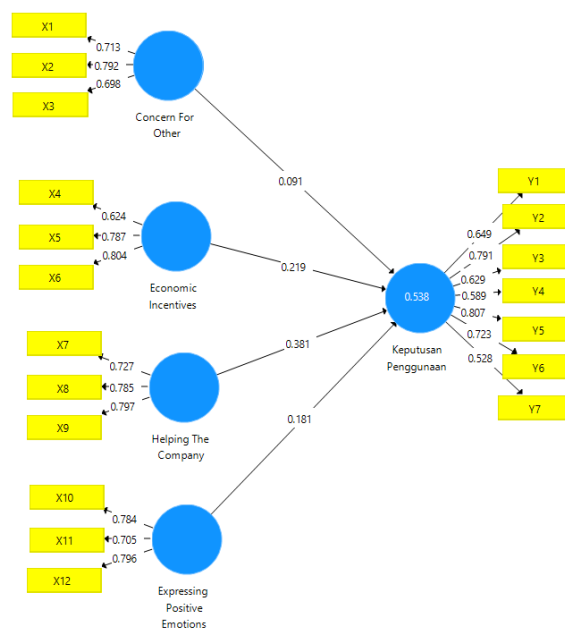 X1
0.713
X2
0.792
0.698
X3
Concern For
Other
0.091
X4
0.624
X5
0.787
0.804
X6
Economic
Incentives
0.219
X7
0.727
X8
0.785
0.797
X9
Helping The
Company
0.381
X10
0.784
X11
0.705
0.796
X12
Expressing
Positive
Emotions
0.181
0.538
Keputusan
Penggunaan
Y1
0.649
Y2
0.791
Y3
0.629
Y4
0.589
0.807
Y5
0.723
Y6
0.528
Y7